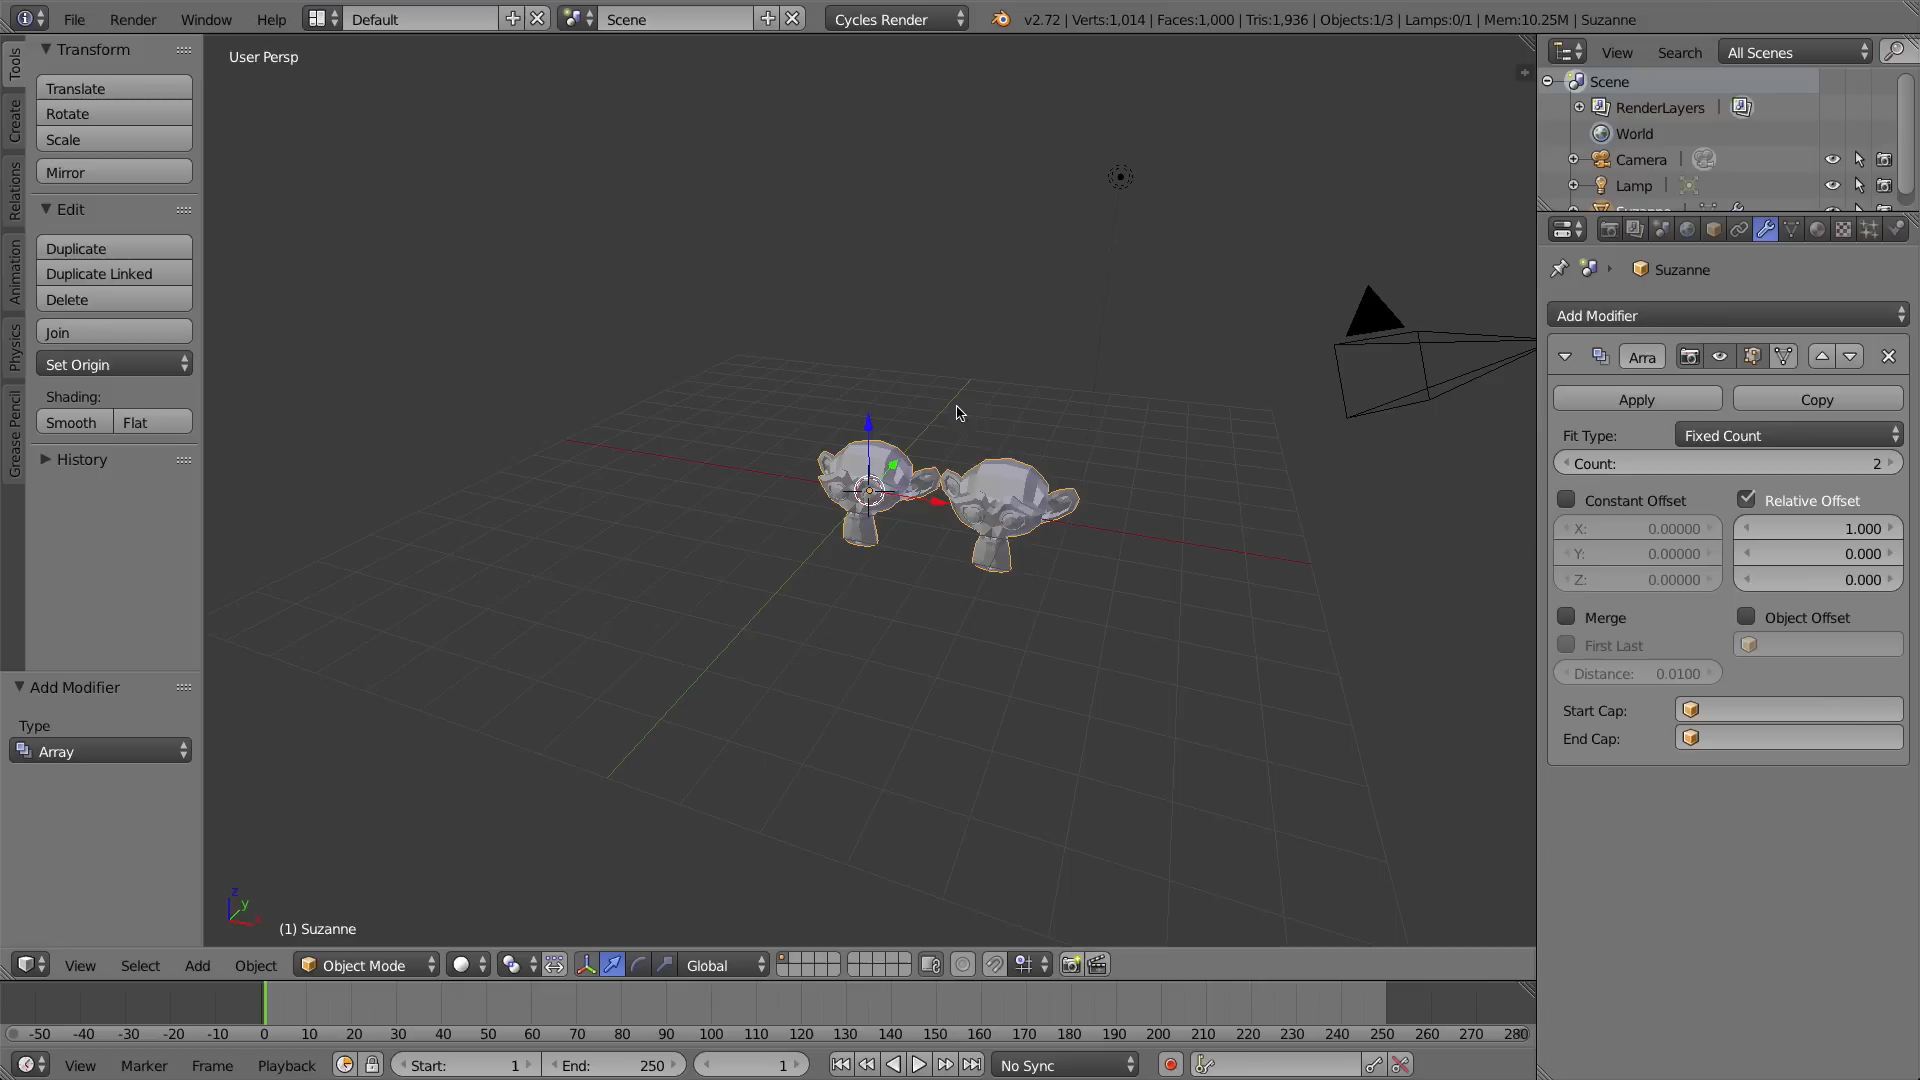 File Render Window Help Default Scene Cycles Render v2.72 | Verts:1,014 | Faces:1,000 | Tris:1,936 | Objects:1/3 | Lamps:0/1 | Mem:10.25M | Suzanne
Tools
Create
Relations
Animation
Physics
Grease Pencil
Transform
Translate
Rotate
Scale
Mirror
Edit
Duplicate
Duplicate Linked
Delete
Join
Set Origin
Shading:
Smooth Flat
History
Add Modifier
Type
Array
User Persp
z
y
x
(1) Suzanne
View Search All Scenes
Scene
RenderLayers
World
Camera
Lamp
Suzanne
Suzanne
Add Modifier
Arra
Apply Copy
Fit Type: Fixed Count
Count: 2
Constant Offset Relative Offset
X: 0.00000 1.000
Y: 0.00000 0.000
Z: 0.00000 0.000
Merge Object Offset
First Last
Distance: 0.0100
Start Cap:
End Cap:
View Select Add Object Object Mode Global
-50 -40 -30 -20 -10 0 10 20 30 40 50 60 70 80 90 100 110 120 130 140 150 160 170 180 190 200 210 220 230 240 250 260 270 280
View Marker Frame Playback Start: 1 End: 250 1 No Sync